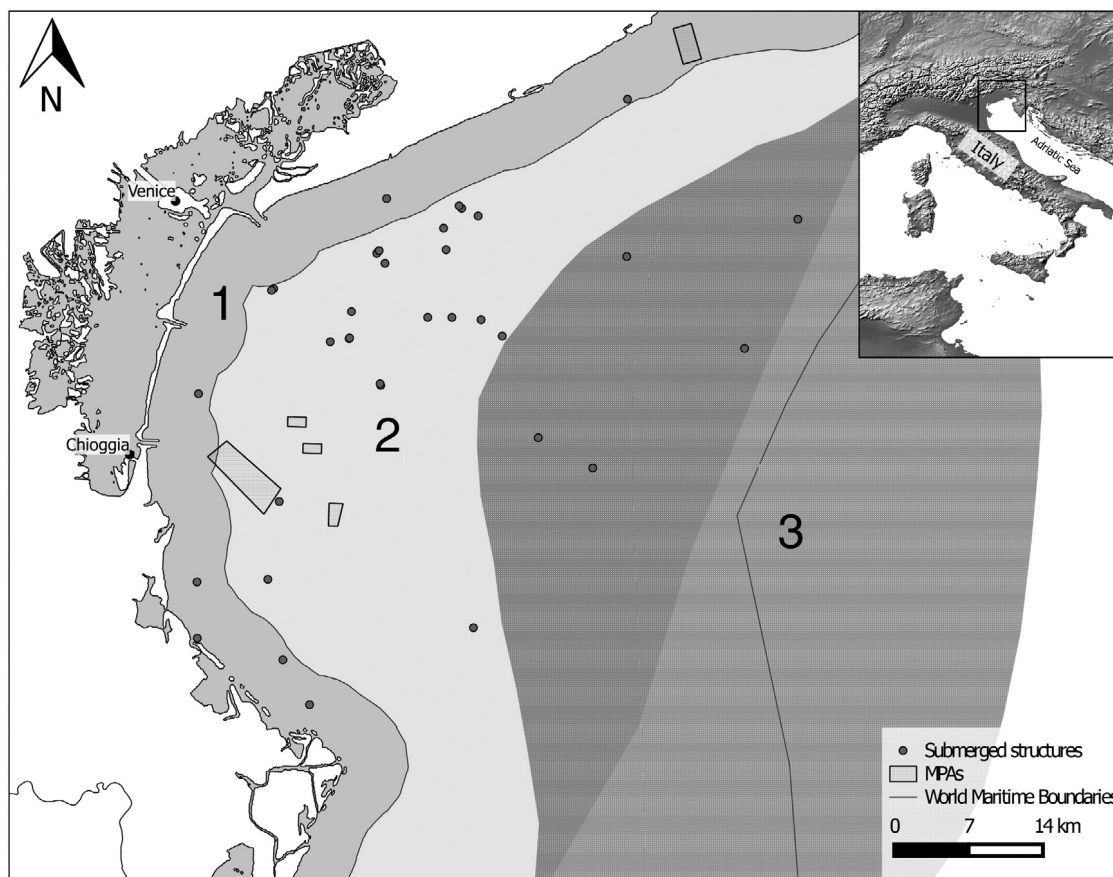 N
Venice
Chioggia
1
2
3
Italy
Adriatic Sea
Submerged structures
MPAs
World Maritime Boundaries
0 7 14 km